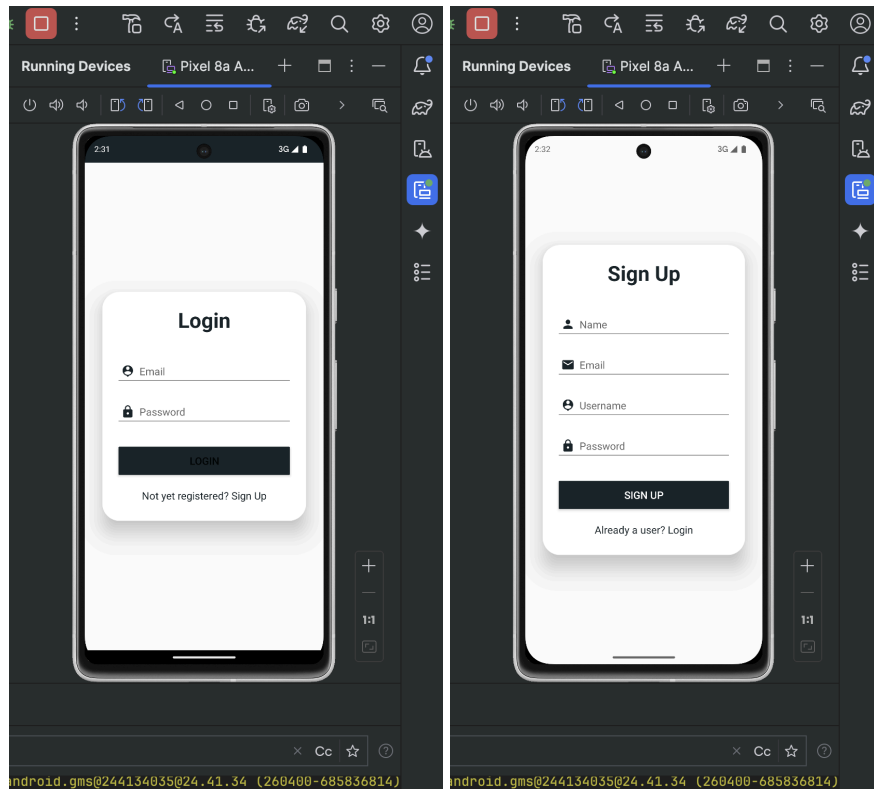 Running Devices
Pixel 8a A...
2:31
3G
Login
Email
Password
LOGIN
Not yet registered? Sign Up
1:1
Cc
android.gms@244134035@24.41.34 (260400-685836814)
Running Devices
Pixel 8a A...
2:32
3G
Sign Up
Name
Email
Username
Password
SIGN UP
Already a user? Login
1:1
Cc
android.gms@244134035@24.41.34 (260400-685836814)